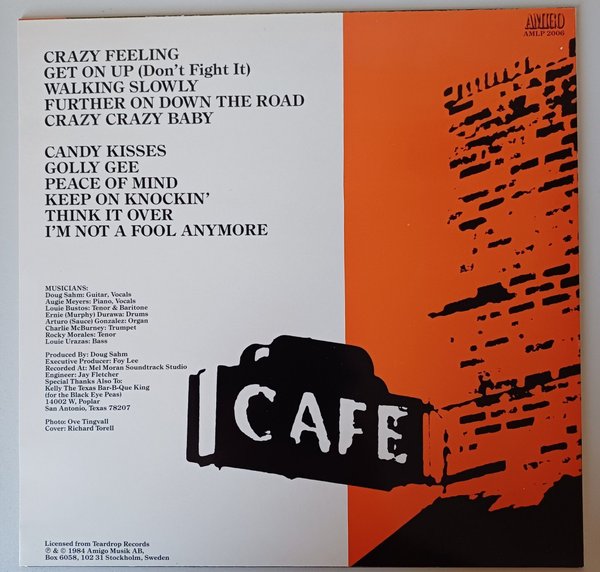 AMIGO
AMLP 2006
CRAZY FEELING
GET ON UP (Don't Fight It)
WALKING SLOWLY
FURTHER ON DOWN THE ROAD
CRAZY CRAZY BABY
CANDY KISSES
GOLLY GEE
PEACE OF MIND
KEEP ON KNOCKIN'
THINK IT OVER
I'M NOT A FOOL ANYMORE
MUSICIANS:
Doug Sahm: Guitar, Vocals
Augie Meyers: Piano, Vocals
Louie Bustos: Tenor & Baritone
Ernie (Murphy) Durawa: Drums
Arturo (Sauce) Gonzalez: Organ
Charlie McBurney: Trumpet
Rocky Morales: Tenor
Louie Urazas: Bass
Produced By: Doug Sahm
Executive Producer: Foy Lee
Recorded At: Mel Moran Soundtrack Studio
Engineer: Jay Fletcher
Special Thanks Also To:
Kelly The Texas Bar-B-Que King
(for the Black Eye Peas)
14002 W, Poplar
San Antonio, Texas 78207
Photo: Ove Tingvall
Cover: Richard Torell
CAFE
Licensed from Teardrop Records
℗ & © 1984 Amigo Musik AB,
Box 6058, 102 31 Stockholm, Sweden